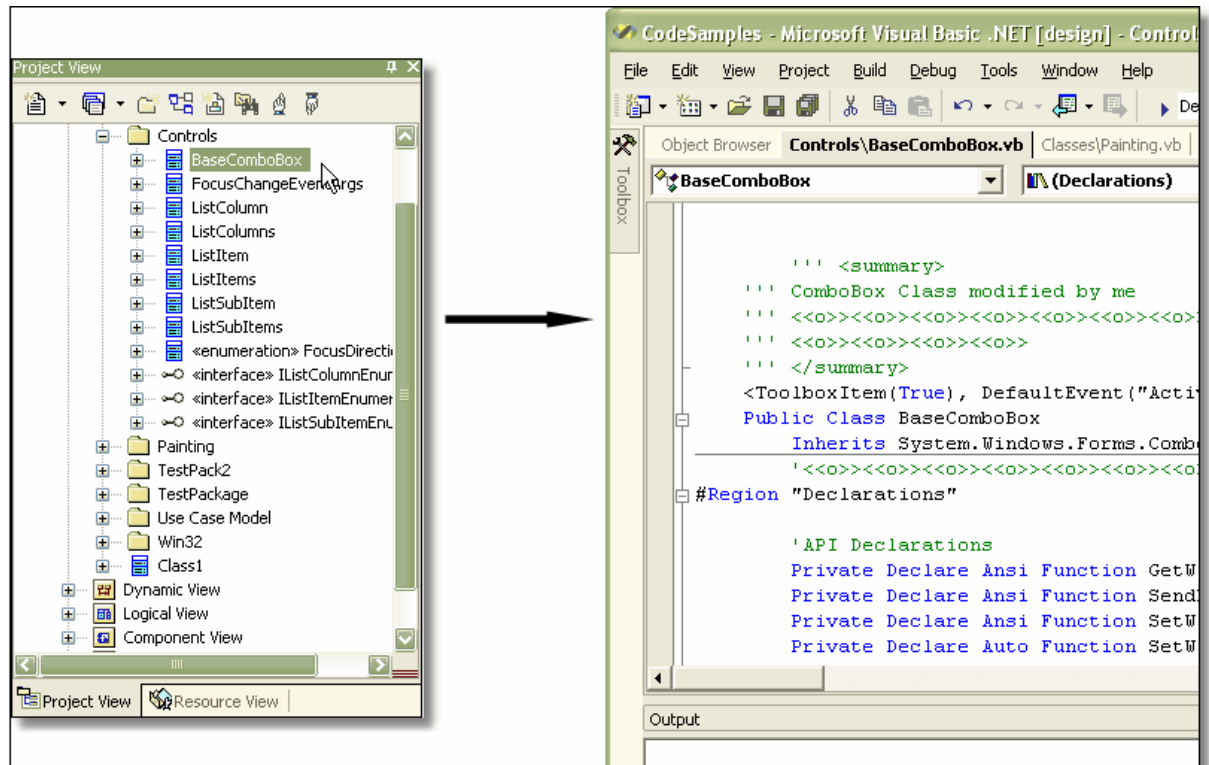 Project View
Controls
BaseComboBox
FocusChangeEventArgs
ListColumn
ListColumns
ListItem
ListItems
ListSubItem
ListSubItems
«enumeration» FocusDirecti
«interface» IListColumnEnur
«interface» IListItemEnumer
«interface» IListSubItemEnu
Painting
TestPack2
TestPackage
Use Case Model
Win32
Class1
Dynamic View
Logical View
Component View
Project View
Resource View
CodeSamples - Microsoft Visual Basic .NET [design] - Control
File Edit View Project Build Debug Tools Window Help
De
Toolbox
Object Browser Controls\BaseComboBox.vb Classes\Painting.vb
BaseComboBox (Declarations)
''' <summary>
''' ComboBox Class modified by me
''' <<o>><o>><<o>><<o>><<o>><<o>><<o>
''' <<o>><<o>><<o>><<o>>
''' </summary>
<ToolboxItem(True), DefaultEvent("Acti
Public Class BaseComboBox
Inherits System.Windows.Forms.Comb
'<<o>><<o>><<o>><<o>><<o>><<o>><<o
#Region "Declarations"
'API Declarations
Private Declare Ansi Function GetW
Private Declare Ansi Function Send
Private Declare Ansi Function SetW
Private Declare Auto Function SetW
Output